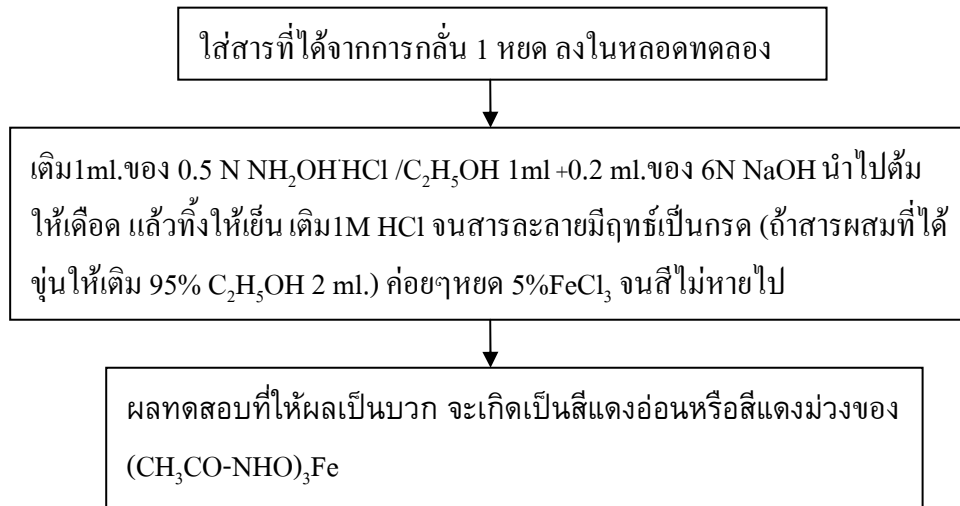 ใส่สารที่ได้จากการกลั่น 1 หยด ลงในหลอดทดลอง
เติม1ml.ของ 0.5 N NH₂OH·HCl /C₂H₅OH 1ml +0.2 ml.ของ 6N NaOH นำไปต้ม
ให้เดือด แล้วทิ้งให้เย็น เติม1M HCl จนสารละลายมีฤทธ์เป็นกรด (ถ้าสารผสมที่ได้
ขุ่นให้เติม 95% C₂H₅OH 2 ml.) ค่อยๆหยด 5%FeCl₃ จนสีไม่หายไป
ผลทดสอบที่ให้ผลเป็นบวก จะเกิดเป็นสีแดงอ่อนหรือสีแดงม่วงของ
(CH₃CO-NHO)₃Fe